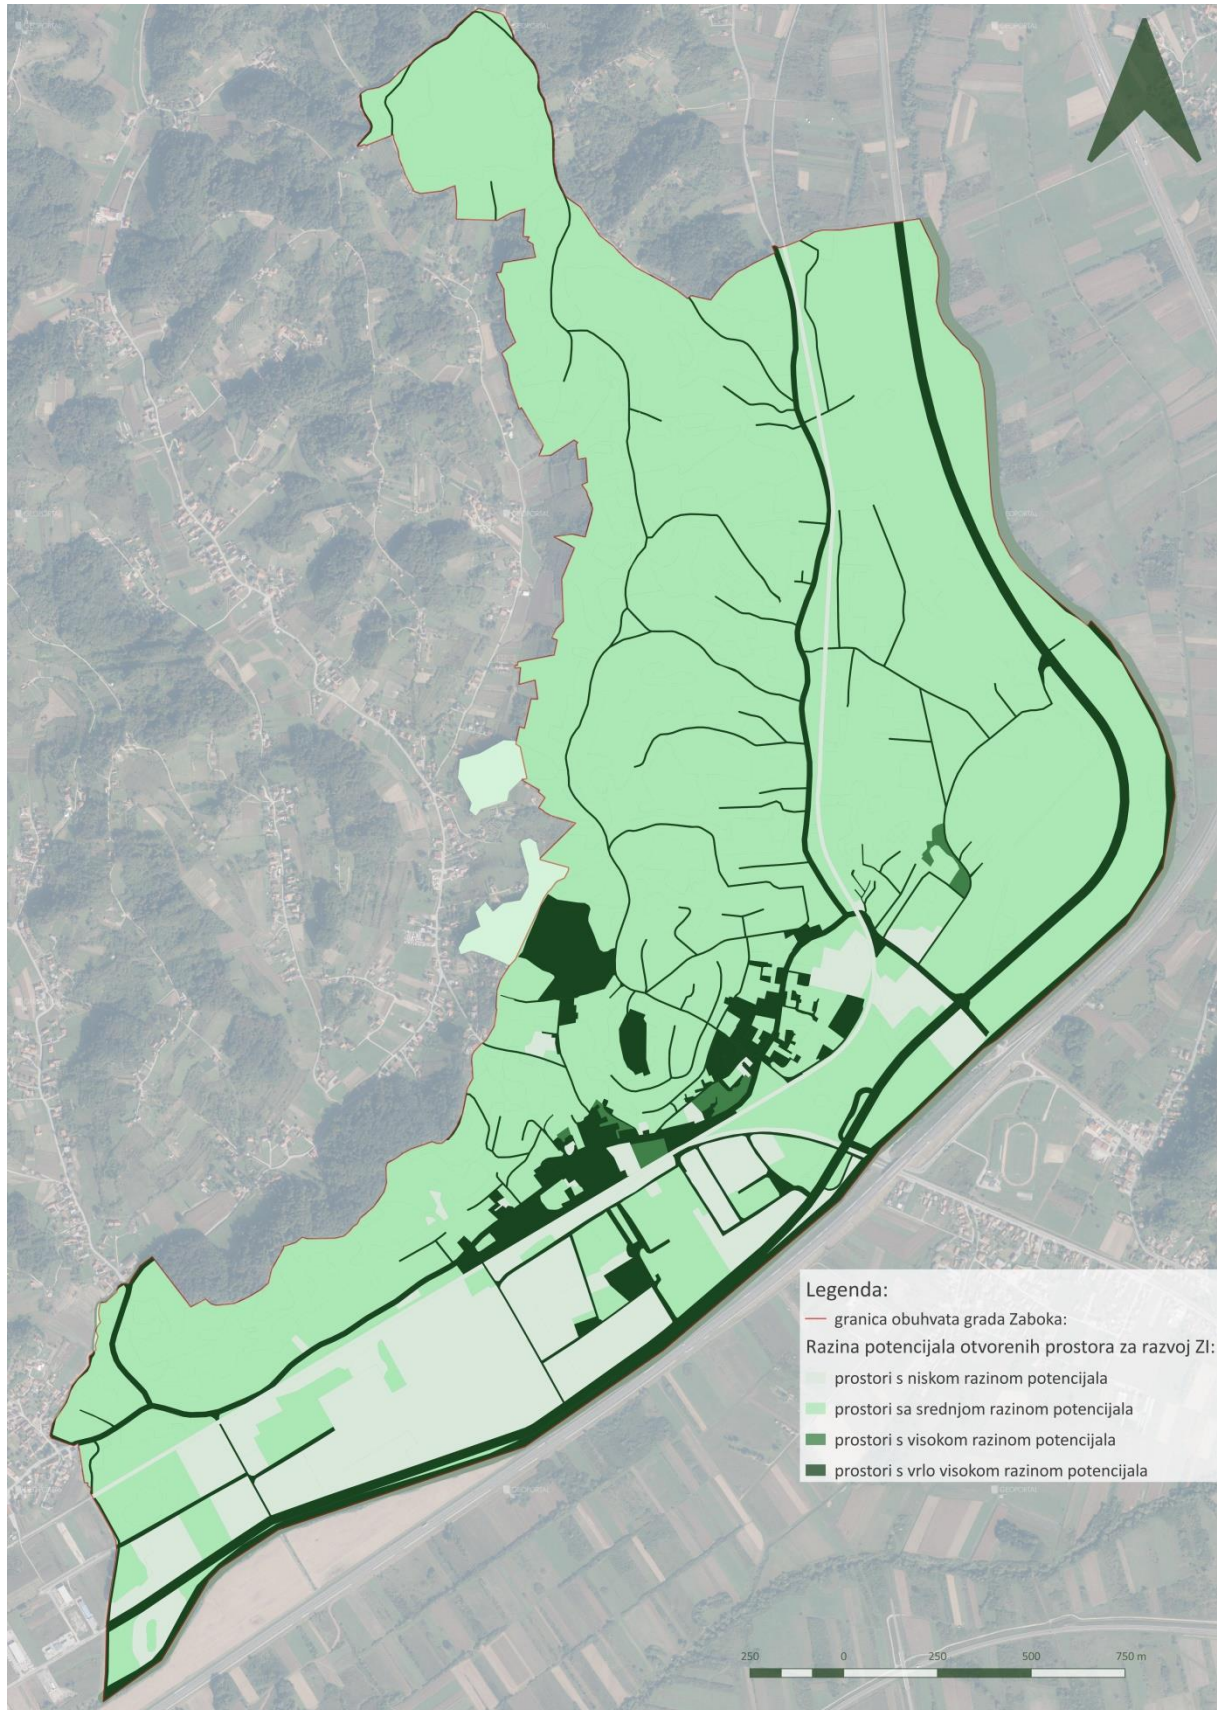 Legenda:
granica obuhvata grada Zaboka:
Razina potencijala otvorenih prostora za razvoj ZI:
prostori s niskom razinom potencijala
prostori sa srednjom razinom potencijala
prostori s visokom razinom potencijala
prostori s vrlo visokom razinom potencijala
250 0 250 500 750 m